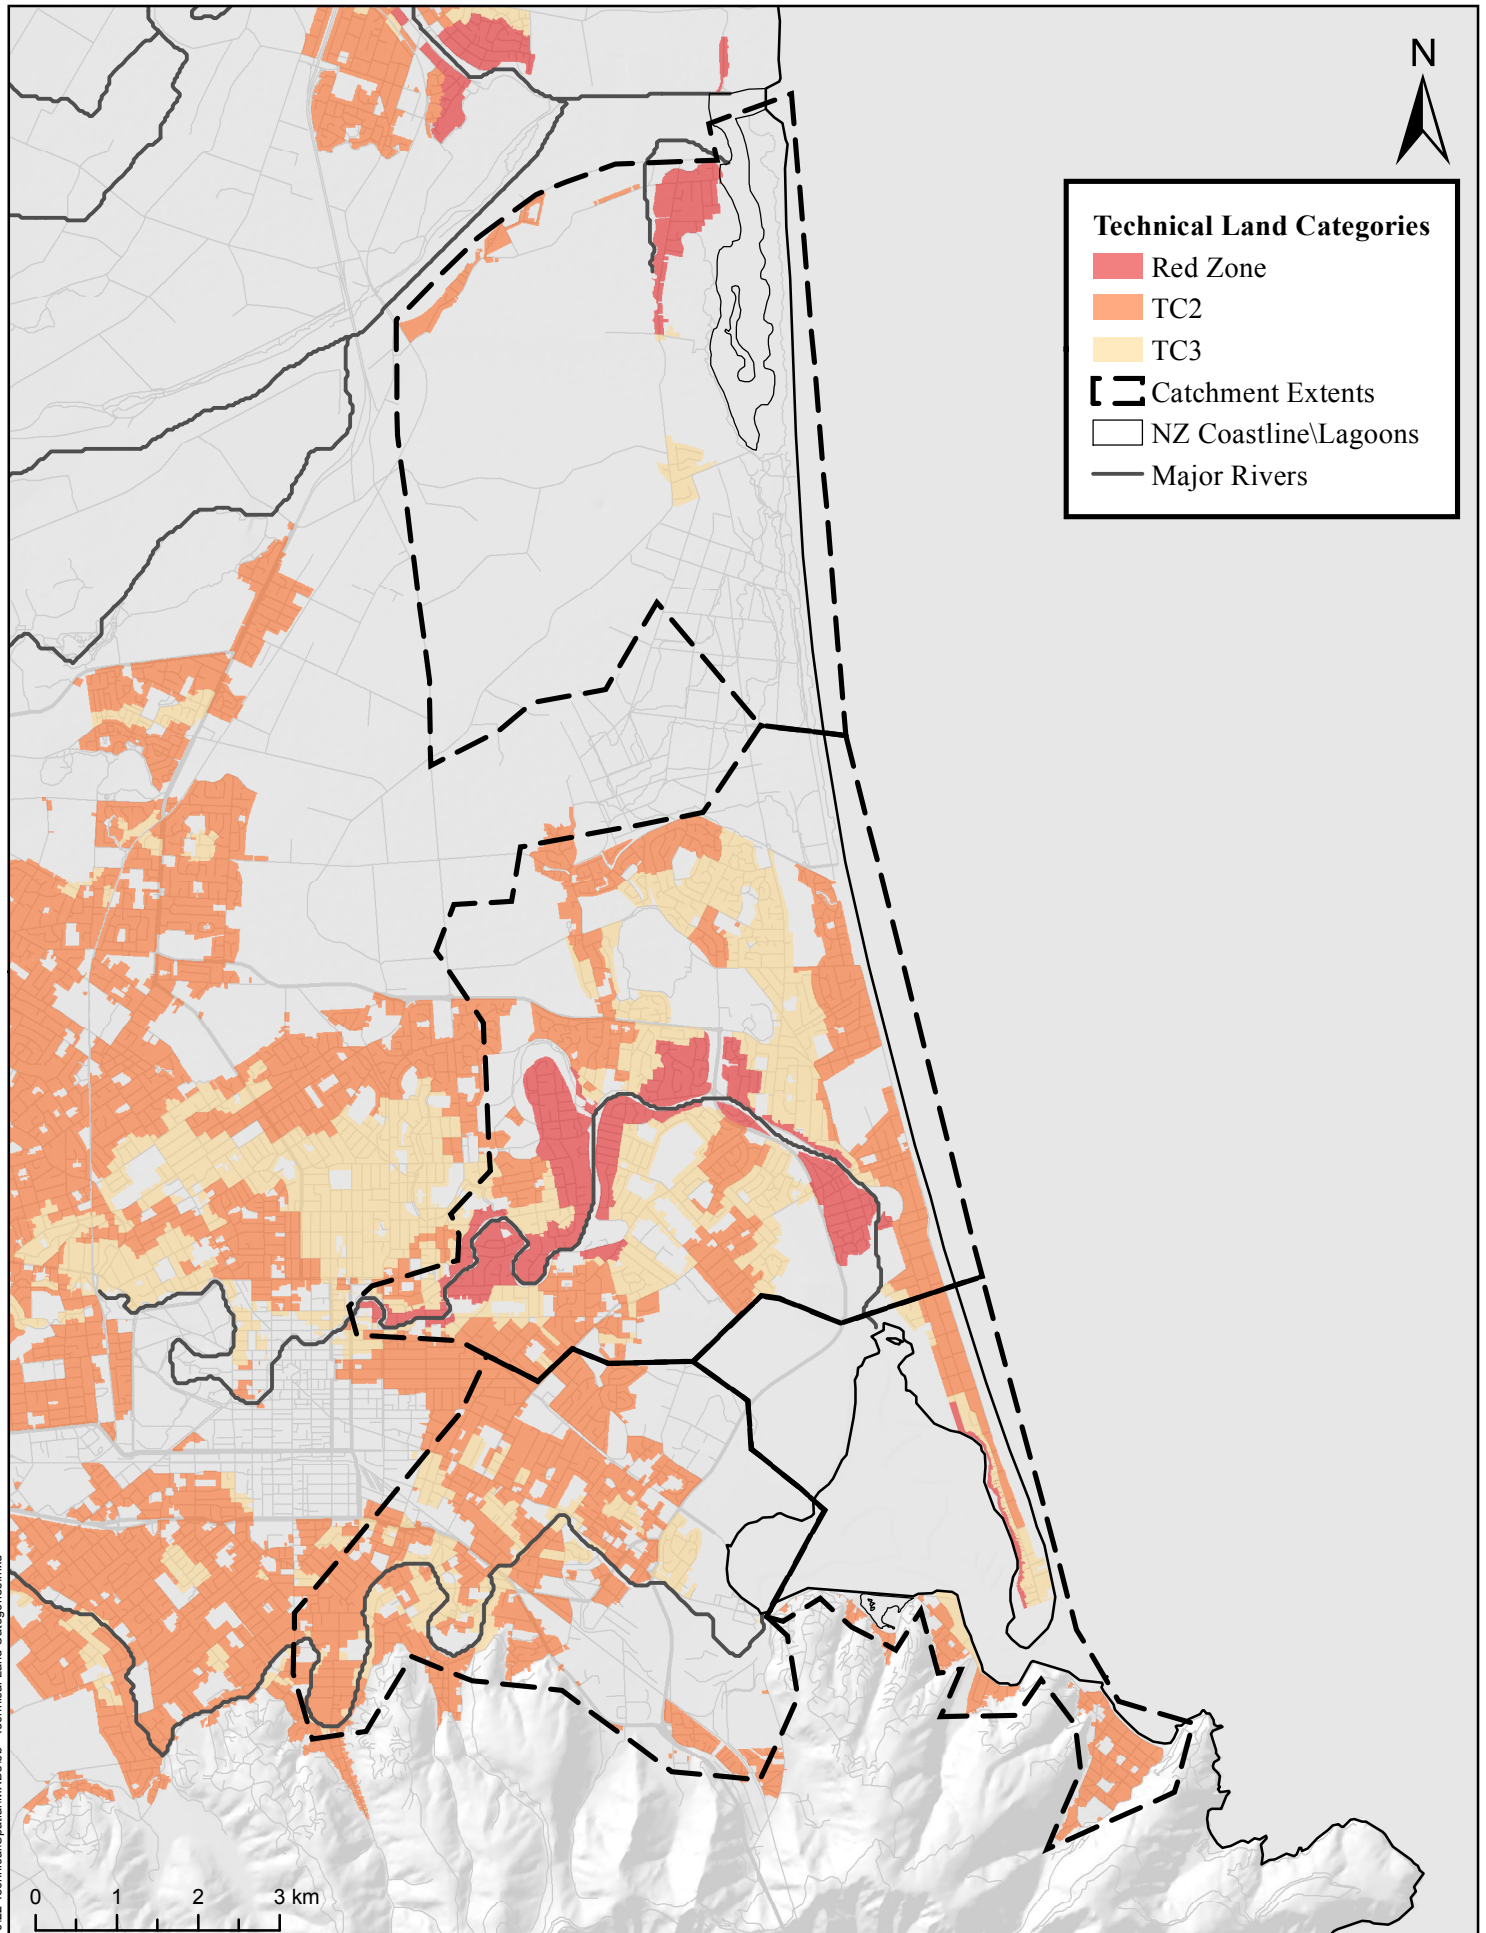 N
Technical Land Categories
Red Zone
TC2
TC3
Catchment Extents
NZ Coastline\Lagoons
Major Rivers
0 1 2 3 km